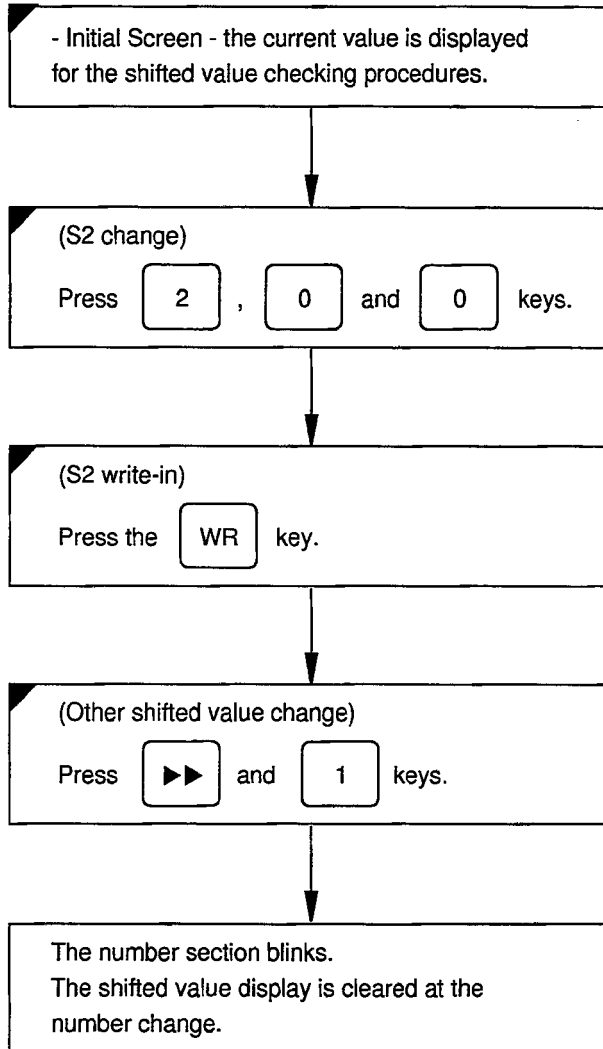 - Initial Screen - the current value is displayed
for the shifted value checking procedures.
(S2 change)
Press 2 , 0 and 0 keys.
(S2 write-in)
Press the WR key.
(Other shifted value change)
Press ▶▶ and 1 keys.
The number section blinks.
The shifted value display is cleared at the
number change.